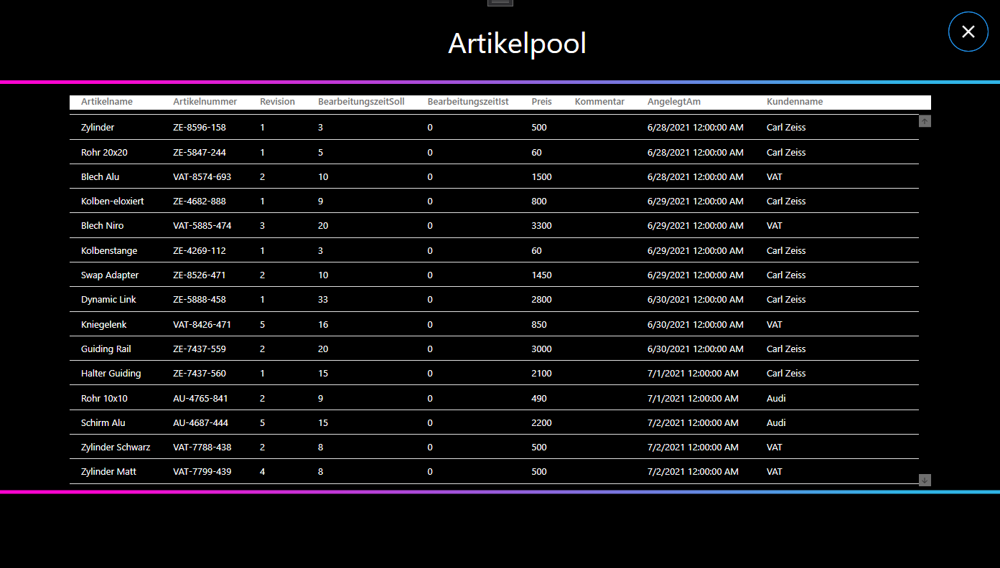 Artikelpool
Artikelname Artikelnummer Revision BearbeitungszeitSoll BearbeitungszeitIst Preis Kommentar AngelegtAm Kundenname
Zylinder ZE-8596-158 1 3 0 500 6/28/2021 12:00:00 AM Carl Zeiss
Rohr 20x20 ZE-5847-244 1 5 0 60 6/28/2021 12:00:00 AM Carl Zeiss
Blech Alu VAT-8574-693 2 10 0 1500 6/28/2021 12:00:00 AM VAT
Kolben-eloxiert ZE-4682-888 1 9 0 800 6/29/2021 12:00:00 AM Carl Zeiss
Blech Niro VAT-5885-474 3 20 0 3300 6/29/2021 12:00:00 AM VAT
Kolbenstange ZE-4269-112 1 3 0 60 6/29/2021 12:00:00 AM Carl Zeiss
Swap Adapter ZE-8526-471 2 10 0 1450 6/29/2021 12:00:00 AM Carl Zeiss
Dynamic Link ZE-5888-458 1 33 0 2800 6/30/2021 12:00:00 AM Carl Zeiss
Kniegelenk VAT-8426-471 5 16 0 850 6/30/2021 12:00:00 AM VAT
Guiding Rail ZE-7437-559 2 20 0 3000 6/30/2021 12:00:00 AM Carl Zeiss
Halter Guiding ZE-7437-560 1 15 0 2100 7/1/2021 12:00:00 AM Carl Zeiss
Rohr 10x10 AU-4765-841 2 9 0 490 7/1/2021 12:00:00 AM Audi
Schirm Alu AU-4687-444 5 15 0 2200 7/2/2021 12:00:00 AM Audi
Zylinder Schwarz VAT-7788-438 2 8 0 500 7/2/2021 12:00:00 AM VAT
Zylinder Matt VAT-7799-439 4 8 0 500 7/2/2021 12:00:00 AM VAT